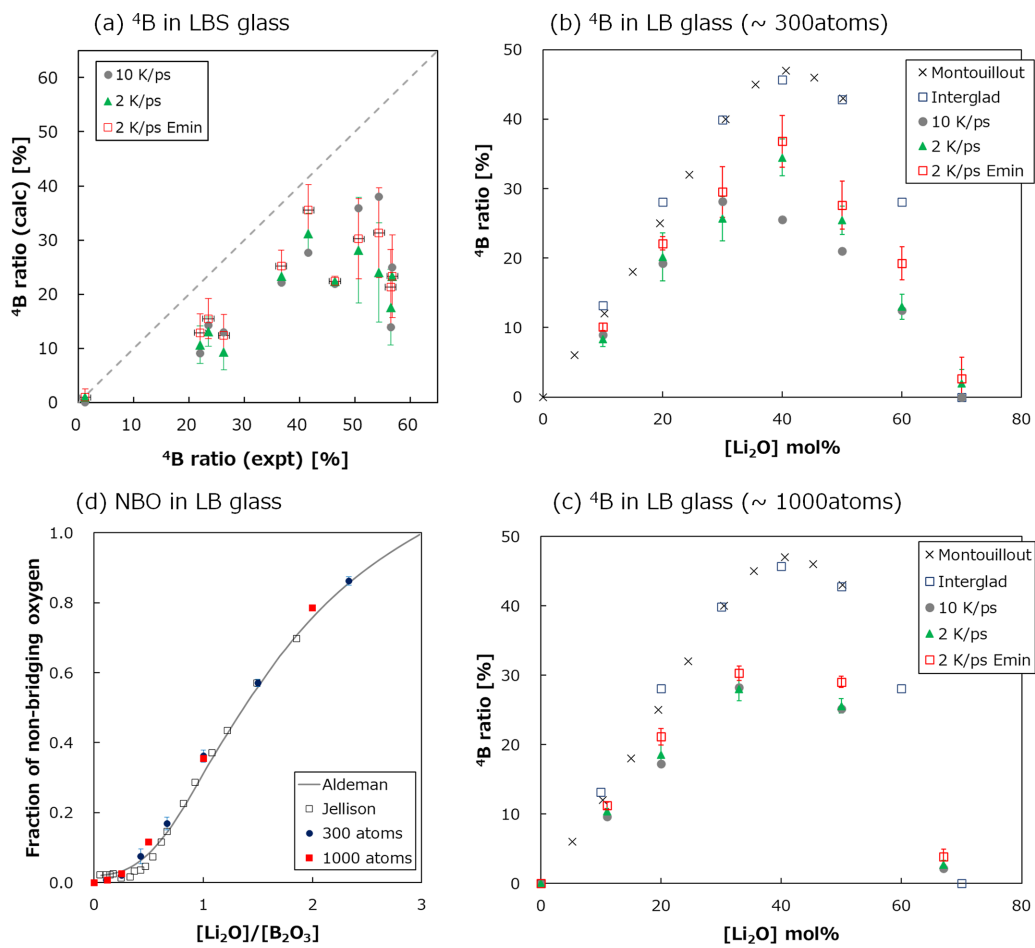 (a) ⁴B in LBS glass
10 K/ps
2 K/ps
2 K/ps Emin
⁴B ratio (calc) [%]
60
50
40
30
20
10
0
0 10 20 30 40 50 60
⁴B ratio (expt) [%]
(b) ⁴B in LB glass (~ 300atoms)
Montouillout
Interglad
10 K/ps
2 K/ps
2 K/ps Emin
⁴B ratio [%]
50
40
30
20
10
0
0 20 40 60 80
[Li₂O] mol%
(d) NBO in LB glass
Fraction of non-bridging oxygen
1.0
0.8
0.6
0.4
0.2
0.0
Aldeman
Jellison
300 atoms
1000 atoms
0 1 2 3
[Li₂O]/[B₂O₃]
(c) ⁴B in LB glass (~ 1000atoms)
Montouillout
Interglad
10 K/ps
2 K/ps
2 K/ps Emin
⁴B ratio [%]
50
40
30
20
10
0
0 20 40 60 80
[Li₂O] mol%